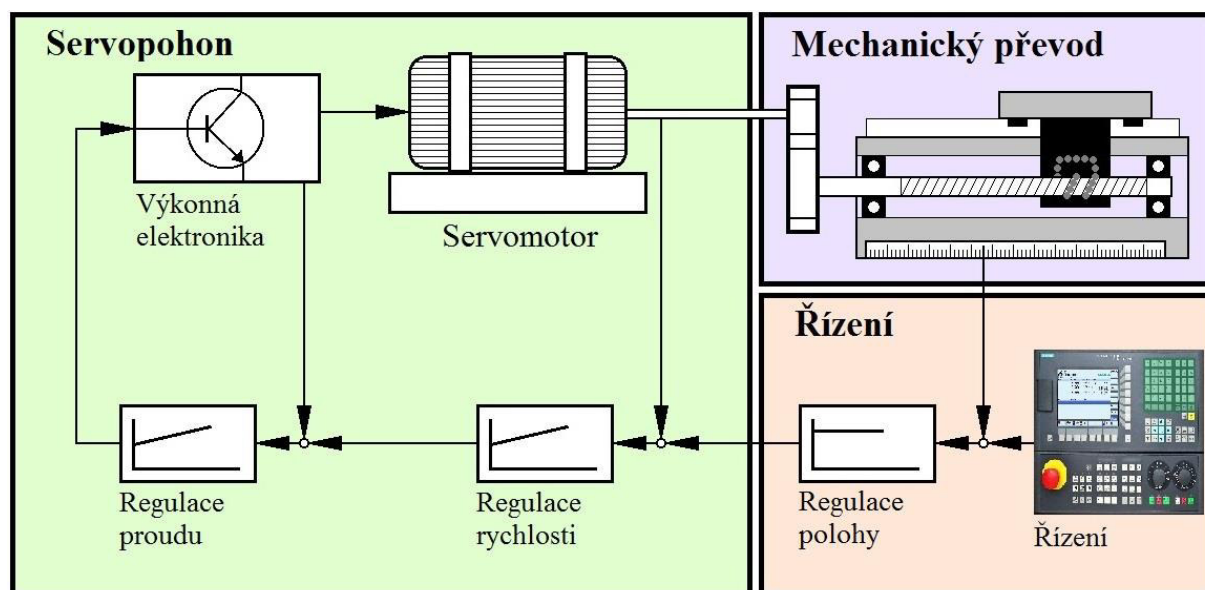 Servopohon
Mechanický převod
Výkonná
elektronika
Servomotor
Řízení
Regulace
proudu
Regulace
rychlosti
Regulace
polohy
Řízení